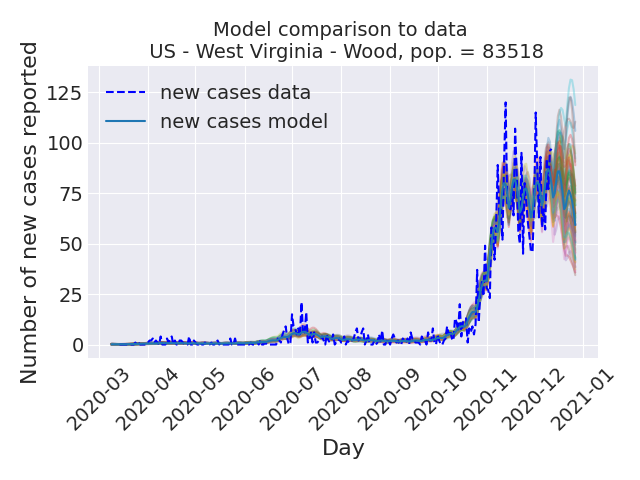 Model comparison to data
US - West Virginia - Wood, pop. = 83518
Number of new cases reported
125
100
75
50
25
0
new cases data
new cases model
2020-03
2020-04
2020-05
2020-06
2020-07
2020-08
2020-09
2020-10
2020-11
2020-12
2021-01
Day